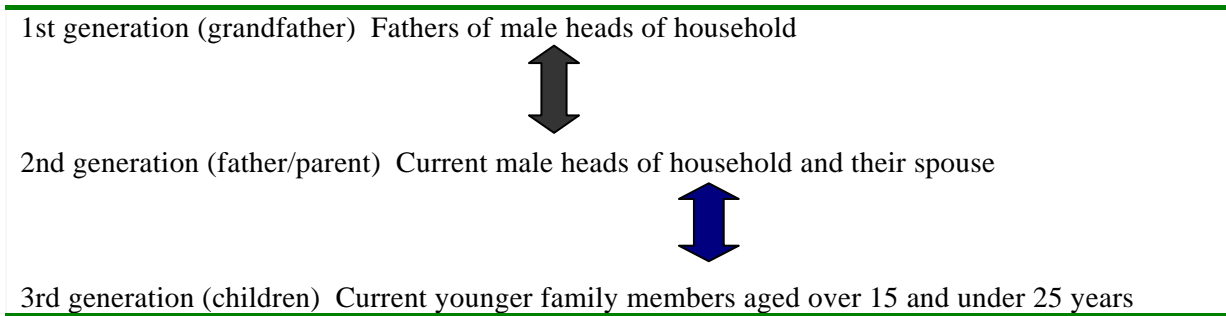 1st generation (grandfather) Fathers of male heads of household
2nd generation (father/parent) Current male heads of household and their spouse
3rd generation (children) Current younger family members aged over 15 and under 25 years